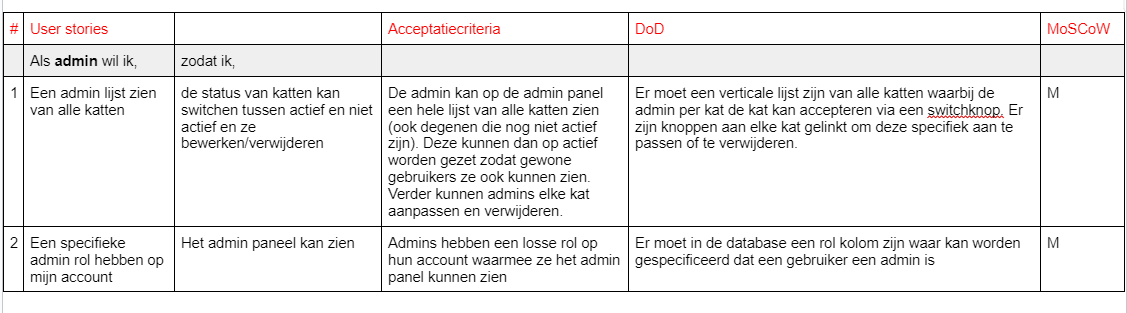 # User stories Acceptatiecriteria DoD MoSCoW
Als admin wil ik, zodat ik,
1
Een admin lijst zien
van alle katten
de status van katten kan
switchen tussen actief en niet
actief en ze
bewerken/verwijderen
De admin kan op de admin panel
een hele lijst van alle katten zien
(ook degenen die nog niet actief
zijn). Deze kunnen dan op actief
worden gezet zodat gewone
gebruikers ze ook kunnen zien.
Verder kunnen admins elke kat
aanpassen en verwijderen.
Er moet een verticale lijst zijn van alle katten waarbij de
admin per kat de kat kan accepteren via een switchknop. Er
zijn knoppen aan elke kat gelinkt om deze specifiek aan te
passen of te verwijderen.
M
2
Een specifieke
admin rol hebben op
mijn account
Het admin paneel kan zien
Admins hebben een losse rol op
hun account waarmee ze het admin
panel kunnen zien
Er moet in de database een rol kolom zijn waar kan worden
gespecificeerd dat een gebruiker een admin is
M